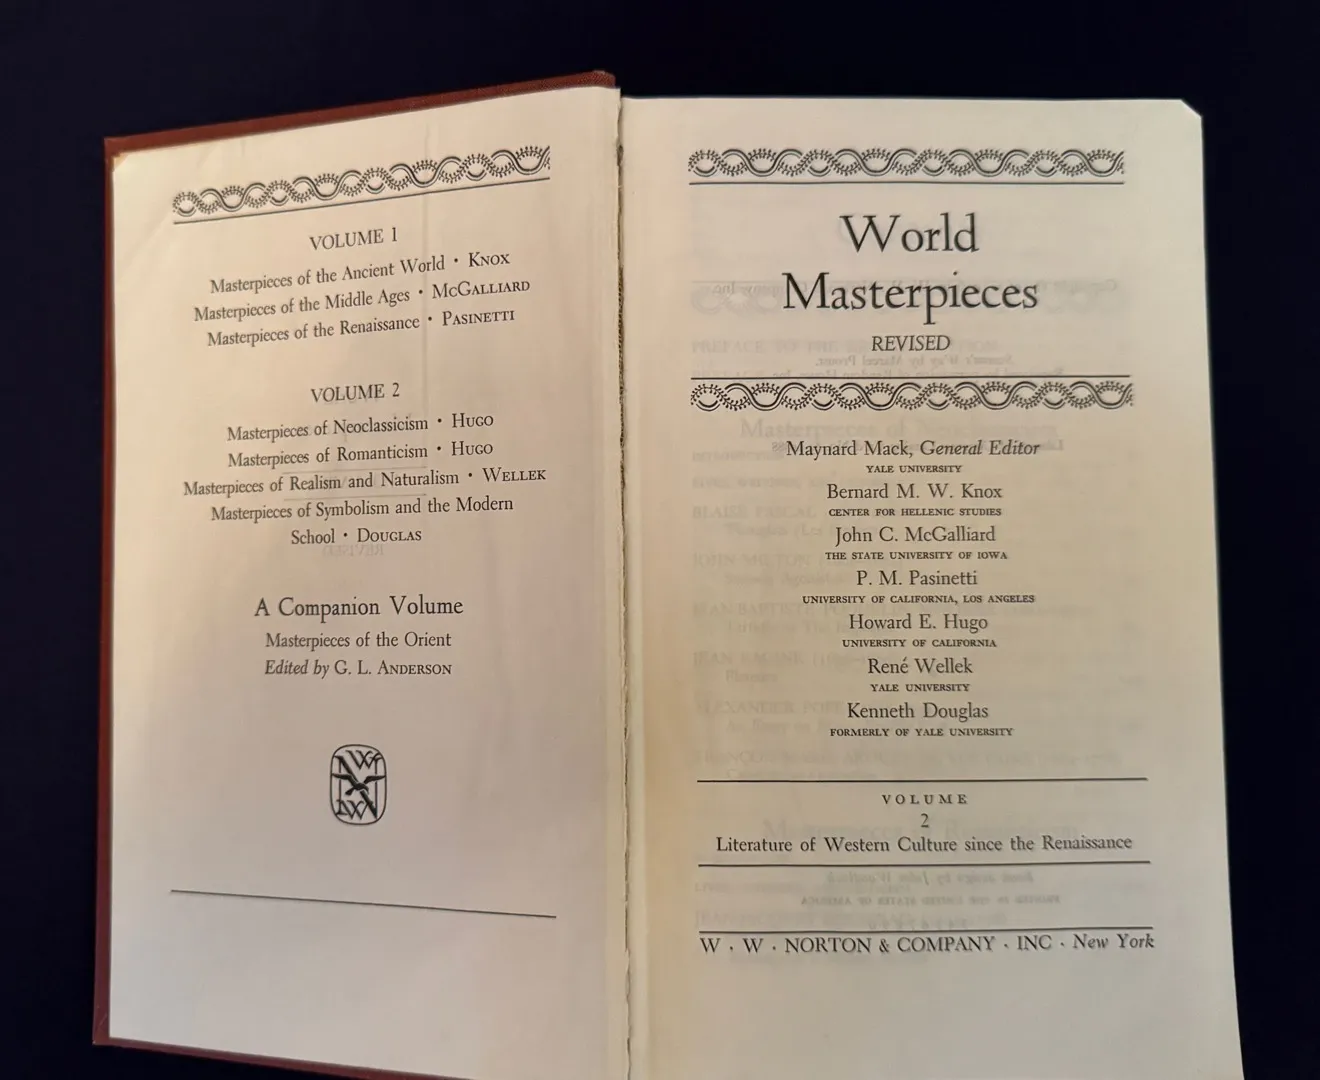 VOLUME 1
Masterpieces of the Ancient World · KNOX
Masterpieces of the Middle Ages · MCGALLIARD
Masterpieces of the Renaissance · PASINETTI
VOLUME 2
Masterpieces of Neoclassicism · HUGO
Masterpieces of Romanticism · HUGO
Masterpieces of Realism and Naturalism · WELLEK
Masterpieces of Symbolism and the Modern
School · DOUGLAS
A Companion Volume
Masterpieces of the Orient
Edited by G. L. ANDERSON
World
Masterpieces
REVISED
Maynard Mack, General Editor
YALE UNIVERSITY
Bernard M. W. Knox
CENTER FOR HELLENIC STUDIES
John C. McGalliard
THE STATE UNIVERSITY OF IOWA
P. M. Pasinetti
UNIVERSITY OF CALIFORNIA, LOS ANGELES
Howard E. Hugo
UNIVERSITY OF CALIFORNIA
René Wellek
YALE UNIVERSITY
Kenneth Douglas
FORMERLY OF YALE UNIVERSITY
VOLUME
2
Literature of Western Culture since the Renaissance
W · W · NORTON & COMPANY · INC · New York